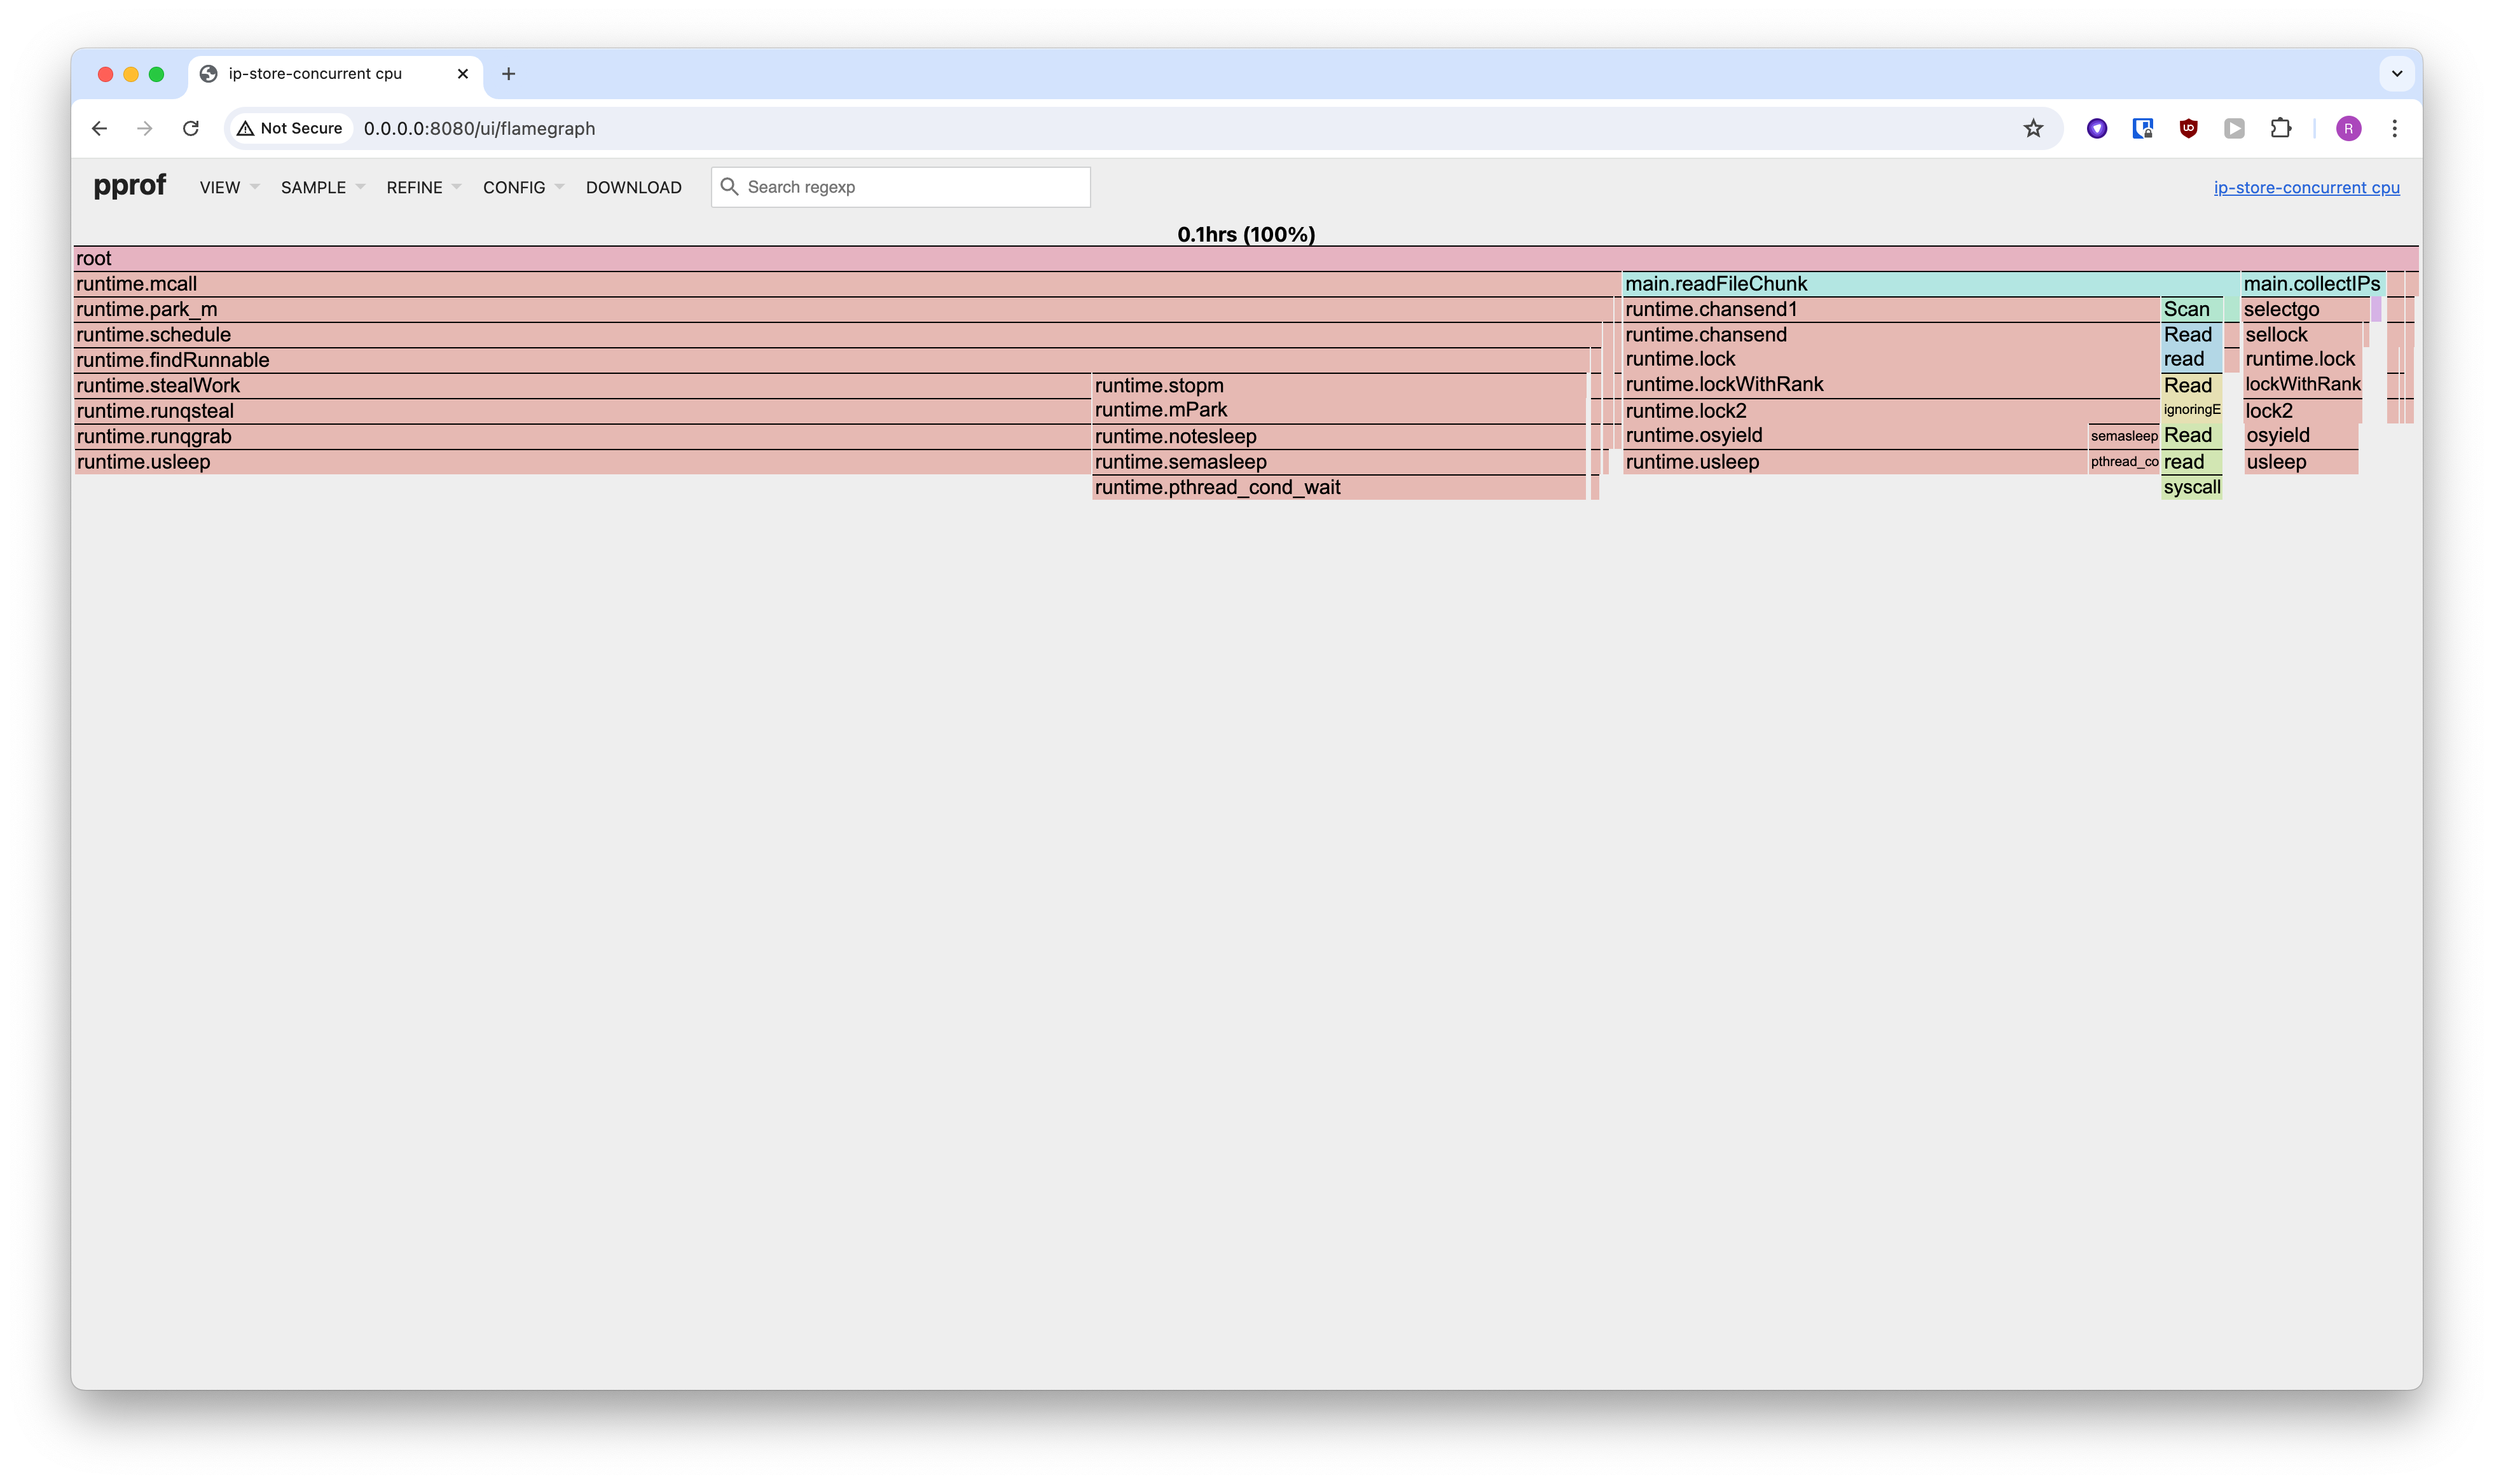 ip-store-concurrent cpu
Not Secure 0.0.0.0:8080/ui/flamegraph R
pprof VIEW SAMPLE REFINE CONFIG DOWNLOAD Search regexp ip-store-concurrent cpu
0.1hrs (100%)
root
runtime.mcall main.readFileChunk main.collectIPs
runtime.park_m runtime.chansend1 Scan selectgo
runtime.schedule runtime.chansend Read sellock
runtime.findRunnable runtime.lock read runtime.lock
runtime.stealWork runtime.stopm runtime.lockWithRank Read lockWithRank
runtime.runqsteal runtime.mPark runtime.lock2 ignoringE lock2
runtime.runqgrab runtime.notesleep runtime.osyield semasleep Read osyield
runtime.usleep runtime.semasleep runtime.usleep pthread_co read usleep
runtime.pthread_cond_wait syscall